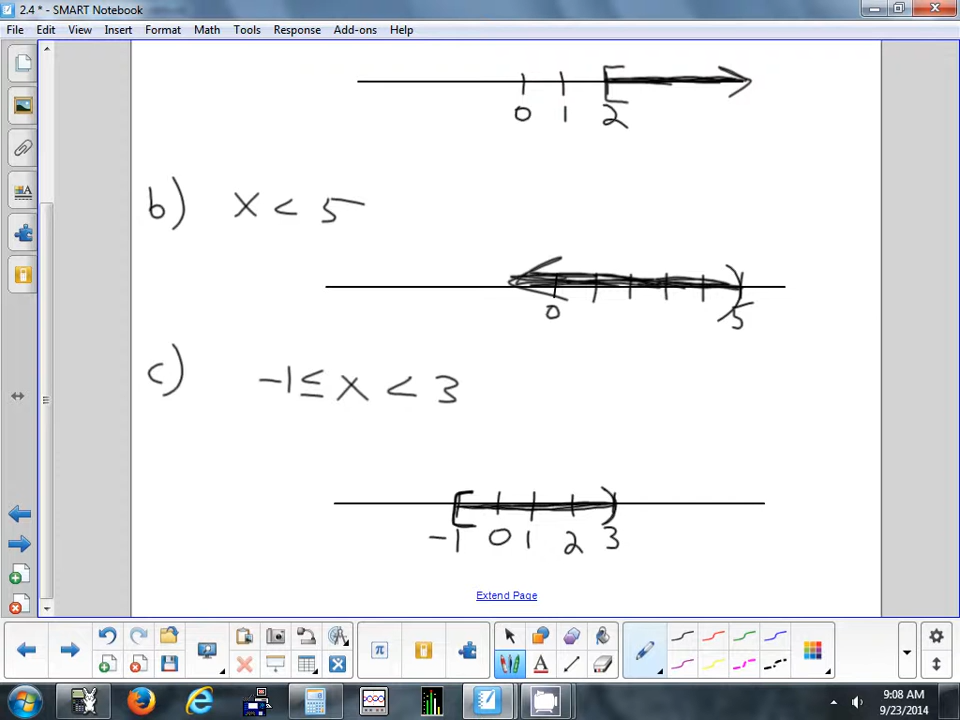 2.4 * - SMART Notebook
File Edit View Insert Format Math Tools Response Add-ons Help
0 1 2
b) x < 5
0 5
c) -1 ≤ x < 3
-1 0 1 2 3
Extend Page
9:08 AM
9/23/2014